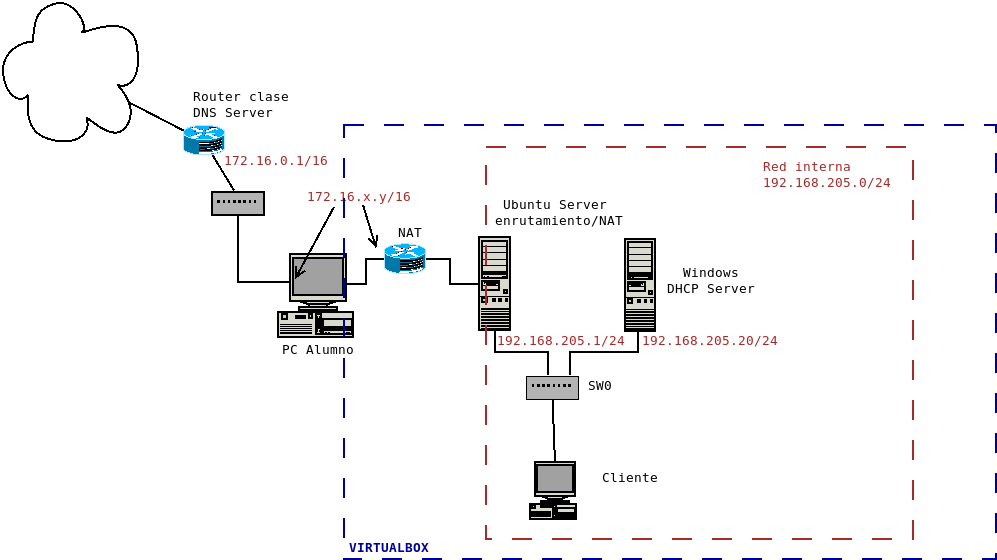 Router clase
DNS Server
172.16.0.1/16
172.16.x.y/16
NAT
PC Alumno
Ubuntu Server
enrutamiento/NAT
Red interna
192.168.205.0/24
Windows
DHCP Server
192.168.205.1/24
192.168.205.20/24
SW0
Cliente
VIRTUALBOX